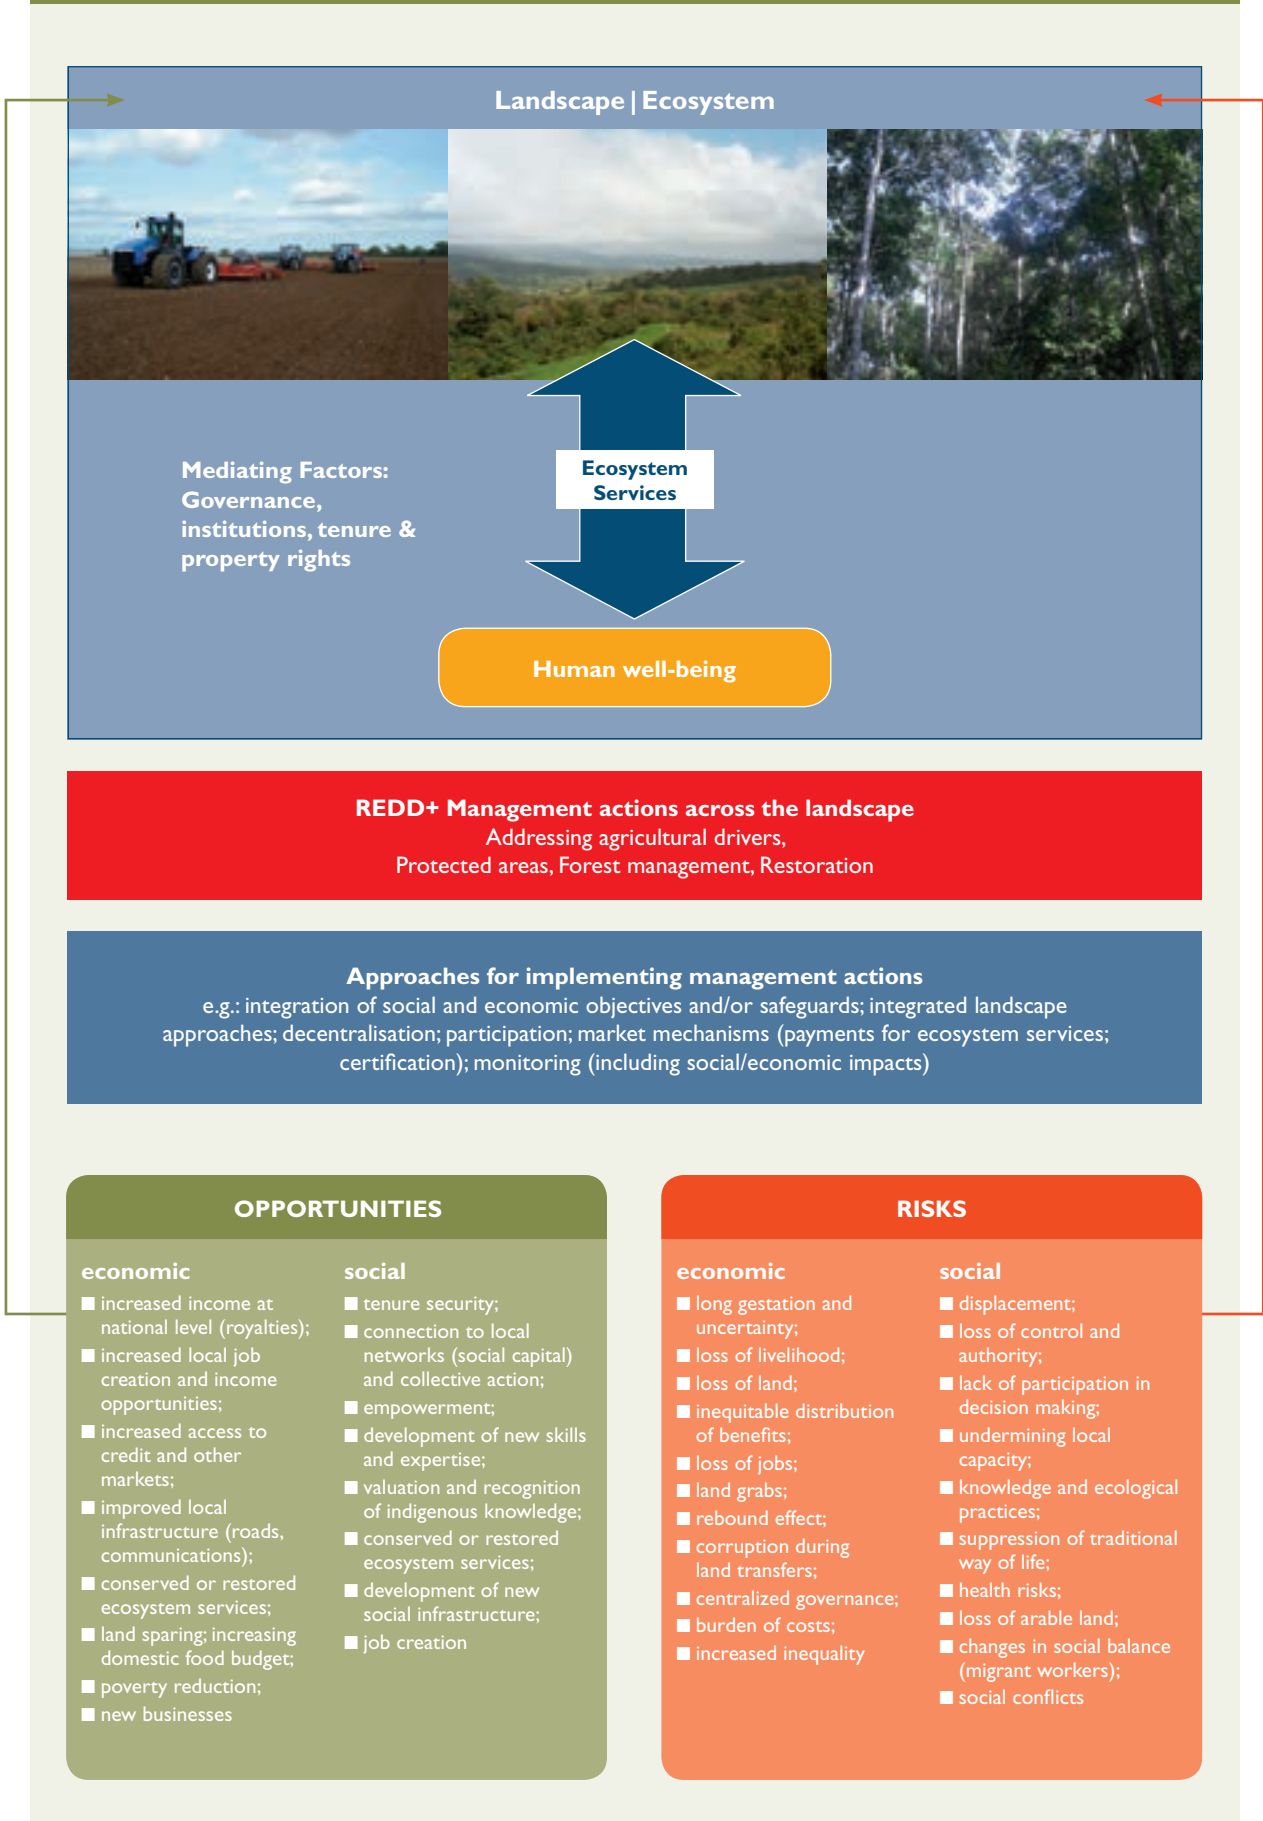 Landscape | Ecosystem
Mediating Factors:
Governance,
institutions, tenure &
property rights
Ecosystem
Services
Human well-being
REDD+ Management actions across the landscape
Addressing agricultural drivers,
Protected areas, Forest management, Restoration
Approaches for implementing management actions
e.g.: integration of social and economic objectives and/or safeguards; integrated landscape
approaches; decentralisation; participation; market mechanisms (payments for ecosystem services;
certification); monitoring (including social/economic impacts)
OPPORTUNITIES
economic
■ increased income at
national level (royalties);
■ increased local job
creation and income
opportunities;
■ increased access to
credit and other
markets;
■ improved local
infrastructure (roads,
communications);
■ conserved or restored
ecosystem services;
■ land sparing; increasing
domestic food budget;
■ poverty reduction;
■ new businesses
social
■ tenure security;
■ connection to local
networks (social capital)
and collective action;
■ empowerment;
■ development of new skills
and expertise;
■ valuation and recognition
of indigenous knowledge;
■ conserved or restored
ecosystem services;
■ development of new
social infrastructure;
■ job creation
RISKS
economic
■ long gestation and
uncertainty;
■ loss of livelihood;
■ loss of land;
■ inequitable distribution
of benefits;
■ loss of jobs;
■ land grabs;
■ rebound effect;
■ corruption during
land transfers;
■ centralized governance;
■ burden of costs;
■ increased inequality
social
■ displacement;
■ loss of control and
authority;
■ lack of participation in
decision making;
■ undermining local
capacity;
■ knowledge and ecological
practices;
■ suppression of traditional
way of life;
■ health risks;
■ loss of arable land;
■ changes in social balance
(migrant workers);
■ social conflicts